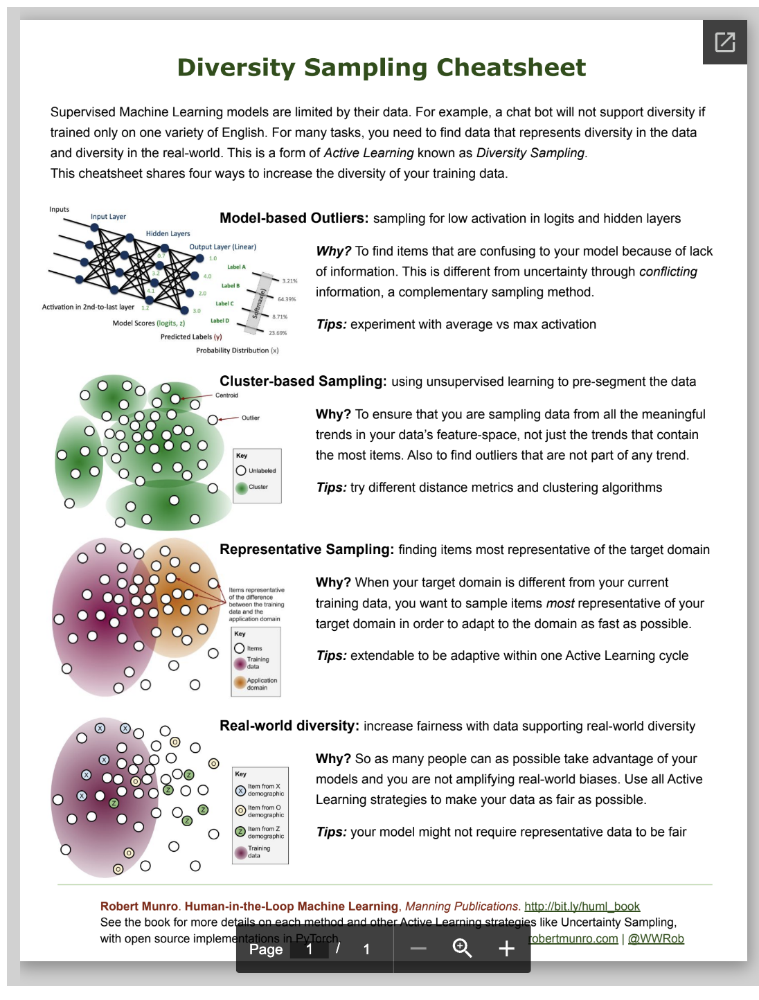 Diversity Sampling Cheatsheet
Supervised Machine Learning models are limited by their data. For example, a chat bot will not support diversity if
trained only on one variety of English. For many tasks, you need to find data that represents diversity in the data
and diversity in the real-world. This is a form of Active Learning known as Diversity Sampling.
This cheatsheet shares four ways to increase the diversity of your training data.
Inputs
Input Layer
Hidden Layers
Output Layer (Linear)
0.7
3.2
4.1
1.2
1.0
4.0
2.0
3.0
Label A
Label B
Label C
Label D
Softmax(e)
3.21%
64.39%
8.71%
23.69%
Activation in 2nd-to-last layer
Model Scores (logits, z)
Predicted Labels (y)
Probability Distribution (x)
Model-based Outliers: sampling for low activation in logits and hidden layers
Why? To find items that are confusing to your model because of lack
of information. This is different from uncertainty through conflicting
information, a complementary sampling method.
Tips: experiment with average vs max activation
Centroid
Outlier
Key
Unlabeled
Cluster
Cluster-based Sampling: using unsupervised learning to pre-segment the data
Why? To ensure that you are sampling data from all the meaningful
trends in your data's feature-space, not just the trends that contain
the most items. Also to find outliers that are not part of any trend.
Tips: try different distance metrics and clustering algorithms
Items representative
of the difference
between the training
data and the
application domain
Key
Items
Training
data
Application
domain
Representative Sampling: finding items most representative of the target domain
Why? When your target domain is different from your current
training data, you want to sample items most representative of your
target domain in order to adapt to the domain as fast as possible.
Tips: extendable to be adaptive within one Active Learning cycle
X X
O
X
O
X
Z
O
Z
X
Z
Z
Z
O
O
Key
X Item from X
demographic
O Item from O
demographic
Z Item from Z
demographic
Training
data
Real-world diversity: increase fairness with data supporting real-world diversity
Why? So as many people can as possible take advantage of your
models and you are not amplifying real-world biases. Use all Active
Learning strategies to make your data as fair as possible.
Tips: your model might not require representative data to be fair
Robert Munro. Human-in-the-Loop Machine Learning, Manning Publications. http://bit.ly/huml_book
See the book for more details on each method and other Active Learning strategies like Uncertainty Sampling,
with open source implementations in PyTorch. robertmunro.com | @WWRob
Page 1 / 1